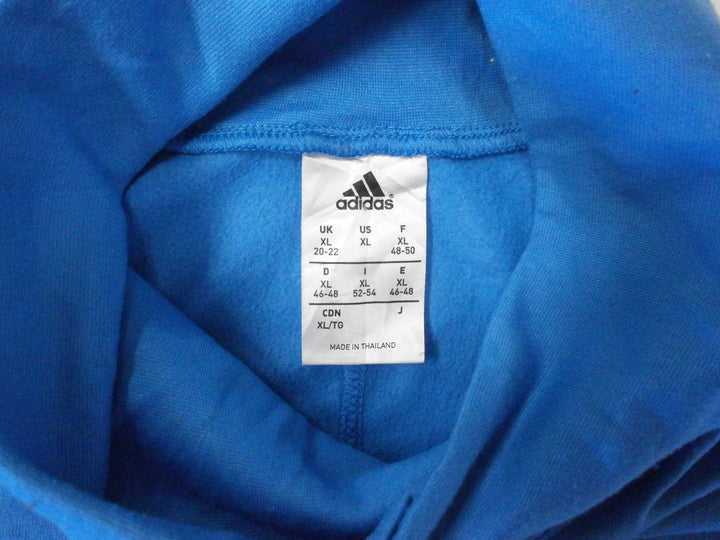 adidas®
UK US F
XL XL XL
20-22 48-50
D I E
XL XL XL
46-48 52-54 46-48
CDN J
XL/TG
MADE IN THAILAND